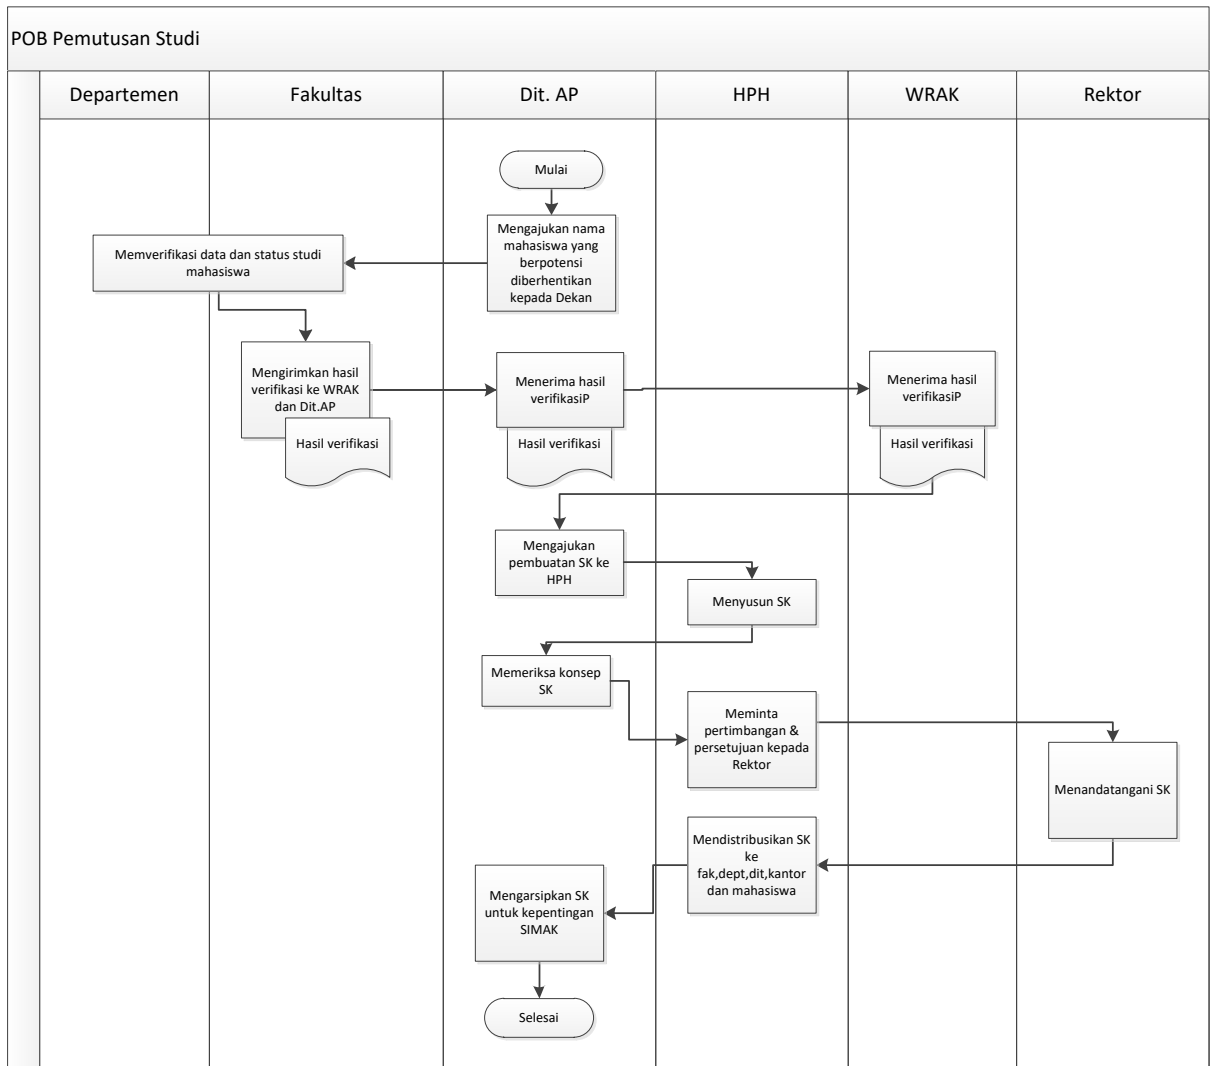 POB Pemutusan Studi
Departemen
Fakultas
Dit. AP
HPH
WRAK
Rektor
Mulai
Mengajukan nama
mahasiswa yang
berpotensi
diberhentikan
kepada Dekan
Memverifikasi data dan status studi
mahasiswa
Mengirimkan hasil
verifikasi ke WRAK
dan Dit.AP
Hasil verifikasi
Menerima hasil
verifikasiP
Hasil verifikasi
Menerima hasil
verifikasiP
Hasil verifikasi
Mengajukan
pembuatan SK ke
HPH
Menyusun SK
Memeriksa konsep
SK
Meminta
pertimbangan &
persetujuan kepada
Rektor
Menandatangani SK
Mendistribusikan SK
ke
fak,dept,dit,kantor
dan mahasiswa
Mengarsipkan SK
untuk kepentingan
SIMAK
Selesai